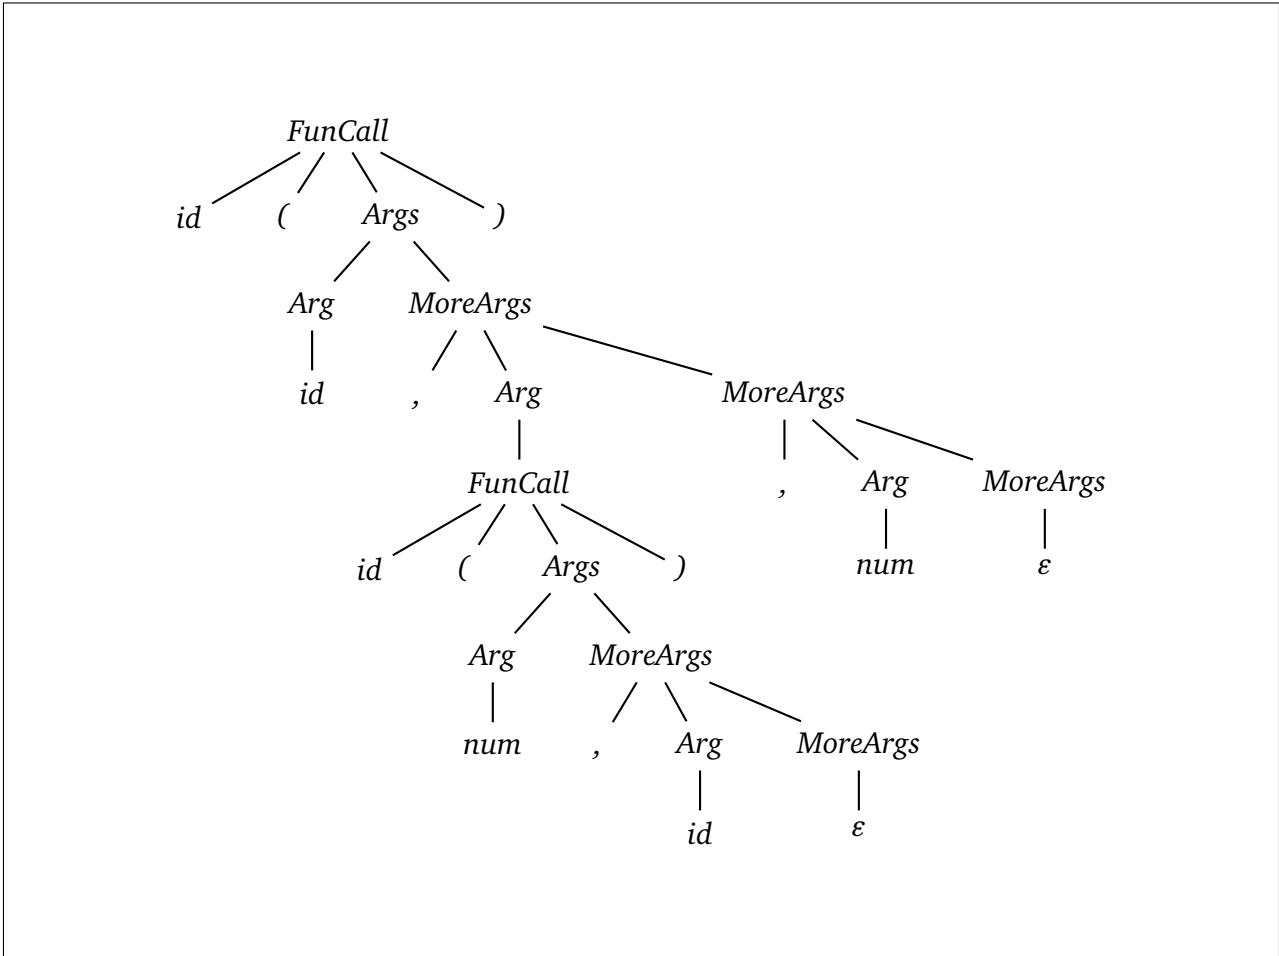 FunCall
id ( Args )
Arg MoreArgs
id , Arg MoreArgs
FunCall , Arg MoreArgs
id ( Args ) num ε
Arg MoreArgs
num , Arg MoreArgs
id ε